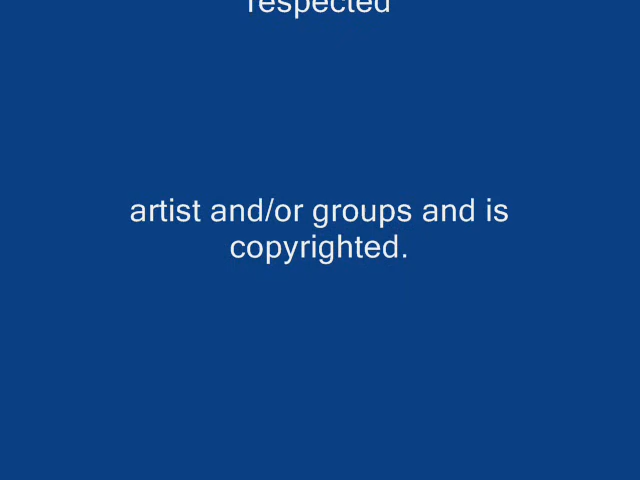 respected
artist and/or groups and is
copyrighted.